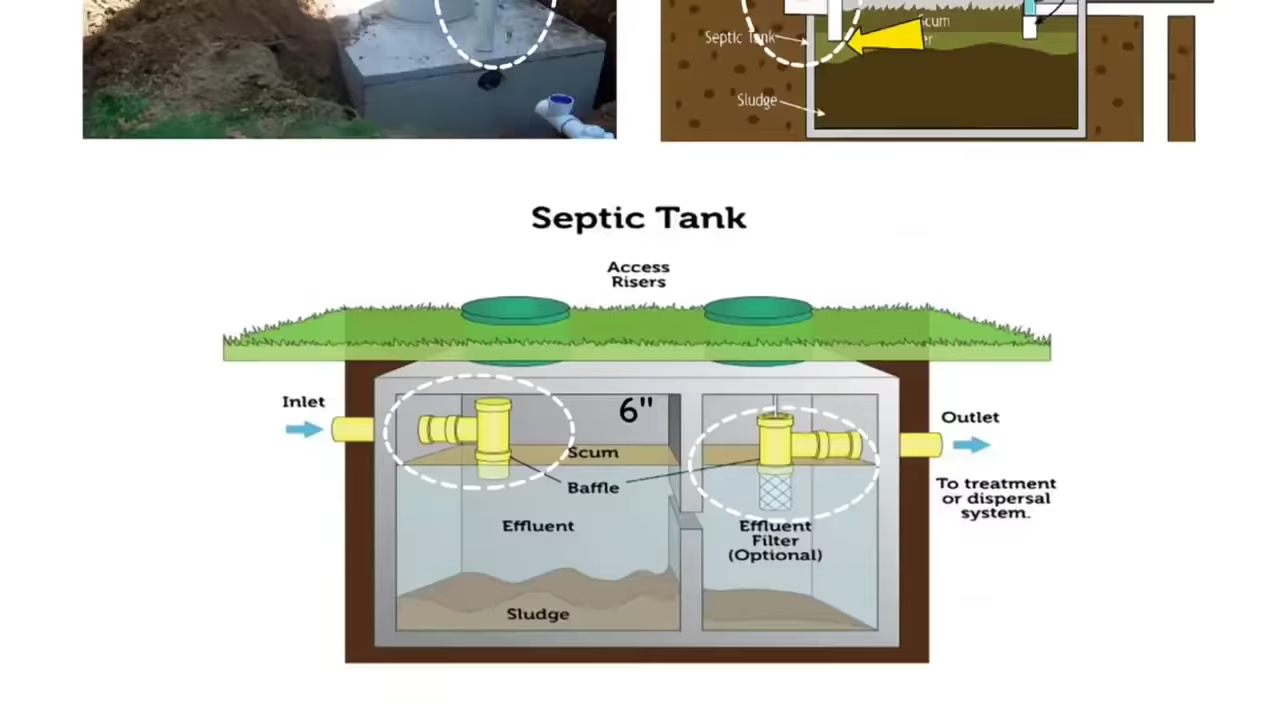 Scum
Septic Tank
er
Sludge
Septic Tank
Access
Risers
Inlet
6"
Outlet
Scum
Baffle
To treatment
or dispersal
system.
Effluent
Effluent
Filter
(Optional)
Sludge